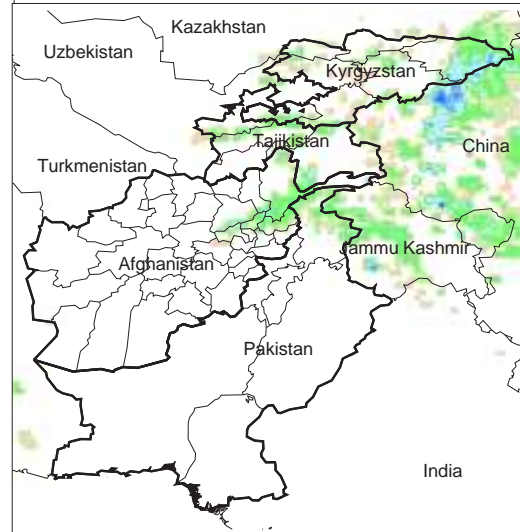 Kazakhstan
Uzbekistan
Kyrgyzstan
Tajikistan
China
Turkmenistan
Jammu Kashmir
Afghanistan
Pakistan
India